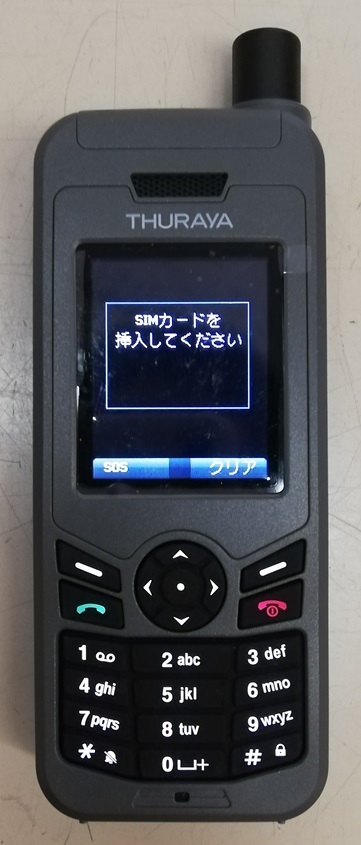 THURAYA
SIMカードを
挿入してください
SOS クリア
1
2 abc
3 def
4 ghi
5 jkl
6 mno
7 pqrs
8 tuv
9 wxyz
*
0 +
#